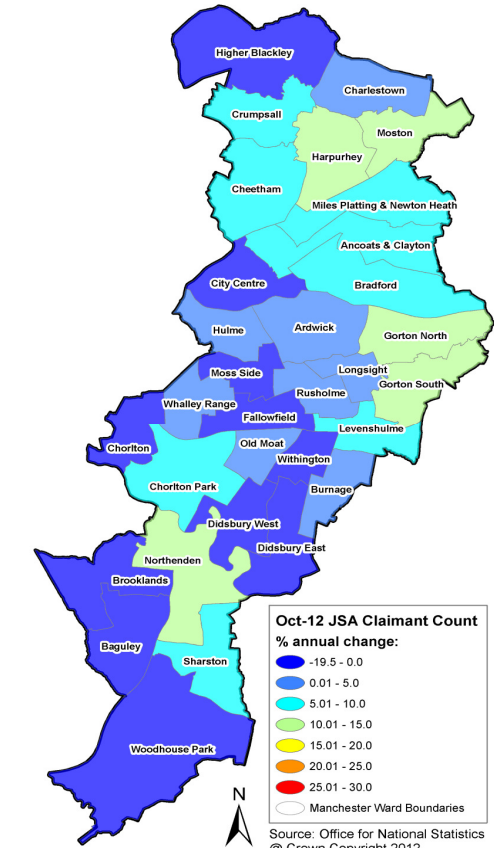 Higher Blackley
Charlestown
Crumpsall
Moston
Harpurhey
Cheetham
Miles Platting & Newton Heath
Ancoats & Clayton
City Centre
Bradford
Hulme
Ardwick
Gorton North
Moss Side
Longsight
Gorton South
Rusholme
Whalley Range
Fallowfield
Levenshulme
Old Moat
Chorlton
Withington
Chorlton Park
Burnage
Didsbury West
Didsbury East
Northenden
Brooklands
Baguley
Sharston
Woodhouse Park
N
Oct-12 JSA Claimant Count
% annual change:
-19.5 - 0.0
0.01 - 5.0
5.01 - 10.0
10.01 - 15.0
15.01 - 20.0
20.01 - 25.0
25.01 - 30.0
Manchester Ward Boundaries
Source: Office for National Statistics
@ Crown Copyright 2012